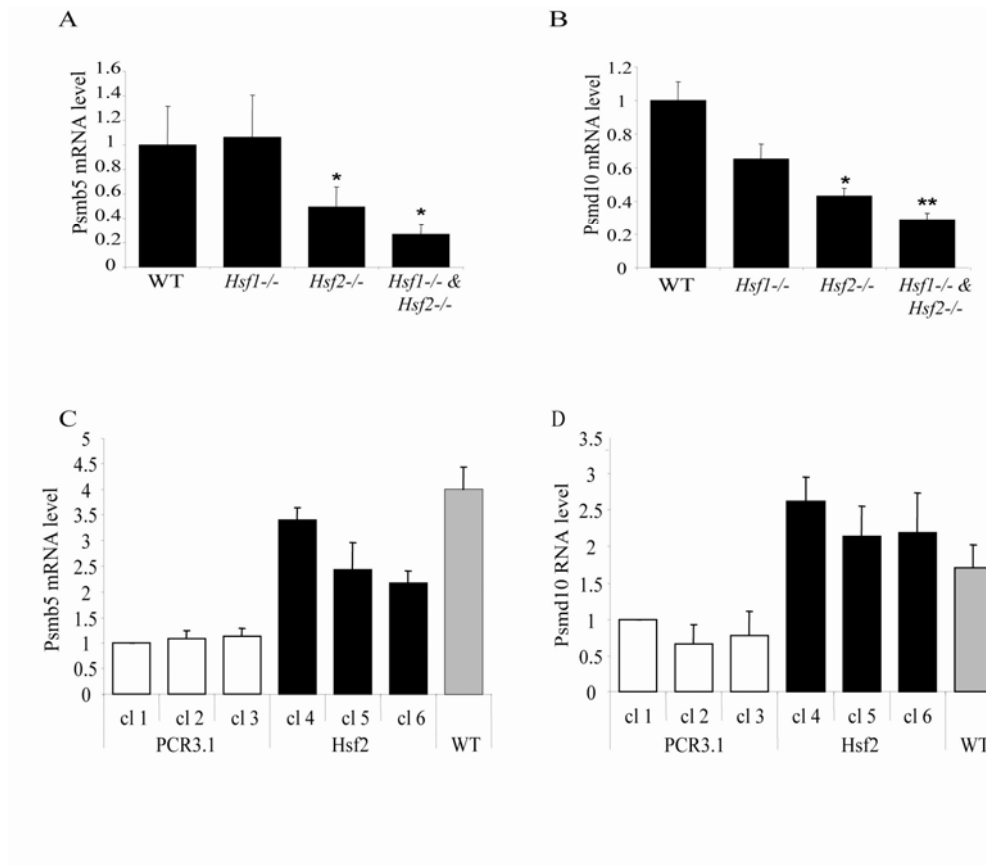 A
Psmb5 mRNA level
1.6
1.4
1.2
1
0.8
0.6
0.4
0.2
0
*
*
WT
Hsf1-/-
Hsf2-/-
Hsf1-/- &
Hsf2-/-
B
Psmd10 mRNA level
1.2
1
0.8
0.6
0.4
0.2
0
*
**
WT
Hsf1-/-
Hsf2-/-
Hsf1-/- &
Hsf2-/-
C
Psmb5 mRNA level
5
4.5
4
3.5
3
2.5
2
1.5
1
0.5
0
cl 1 cl 2 cl 3 cl 4 cl 5 cl 6
PCR3.1 Hsf2 WT
D
Psmd10 RNA level
3.5
3
2.5
2
1.5
1
0.5
0
cl 1 cl 2 cl 3 cl 4 cl 5 cl 6
PCR3.1 Hsf2 WT